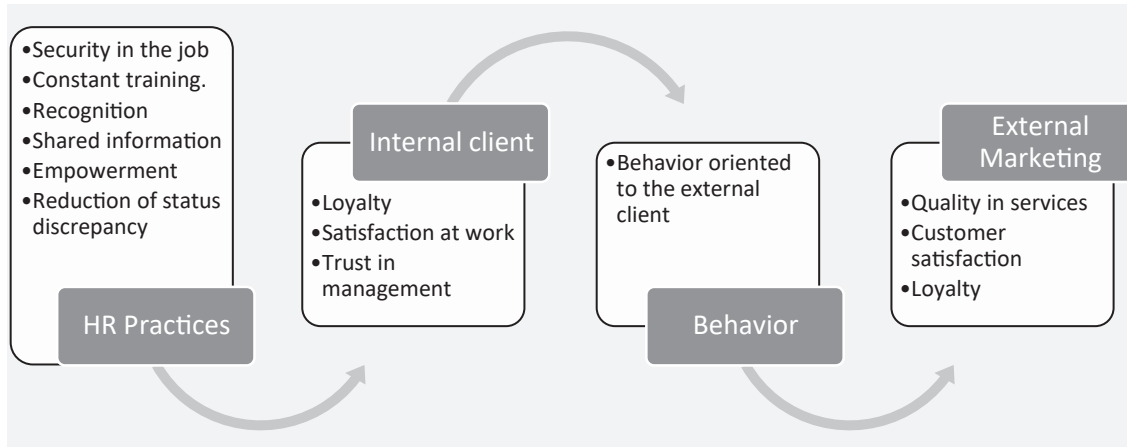 •Security in the job
•Constant training.
•Recognition
•Shared information
•Empowerment
•Reduction of status
discrepancy
HR Practices
Internal client
•Loyalty
•Satisfaction at work
•Trust in
management
•Behavior oriented
to the external
client
Behavior
External
Marketing
•Quality in services
•Customer
satisfaction
•Loyalty